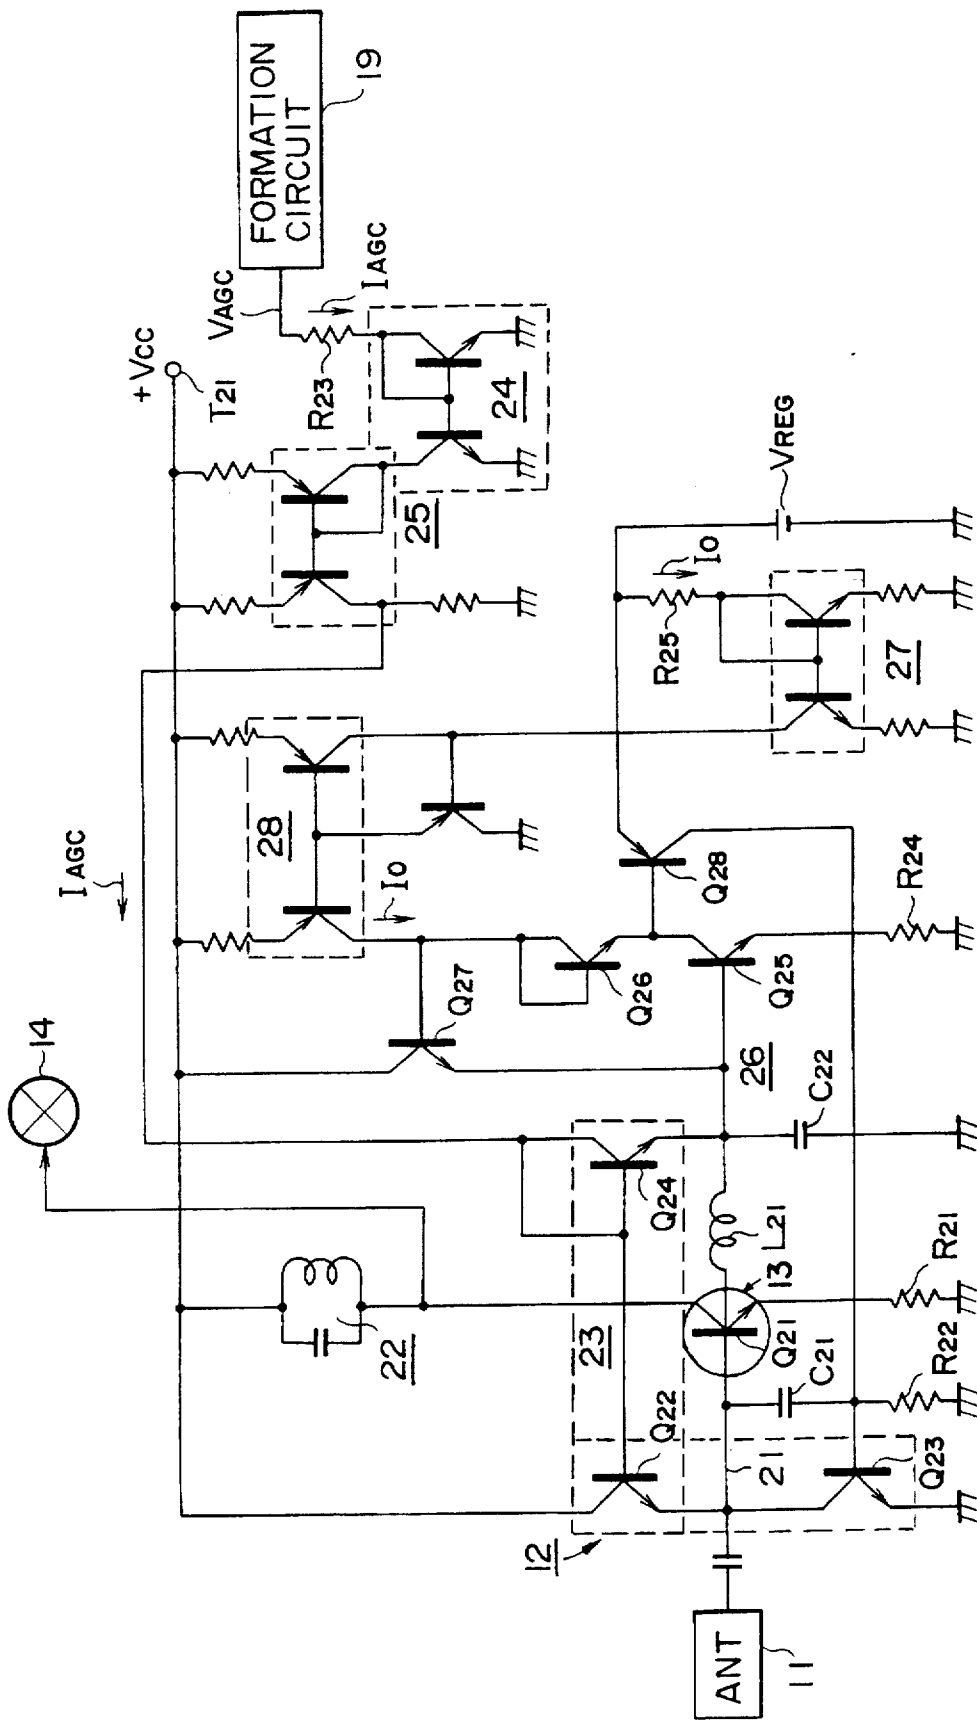 FORMATION
CIRCUIT
19
VAGC
IAGC
R23
24
+VCC
T21
25
VREG
IO
R25
27
IAGC
28
IO
Q28
R24
Q27
Q26
Q25
26
14
C22
Q24
L21
13
R21
22
23
Q21
C21
R22
Q22
21
Q23
12
ANT
11